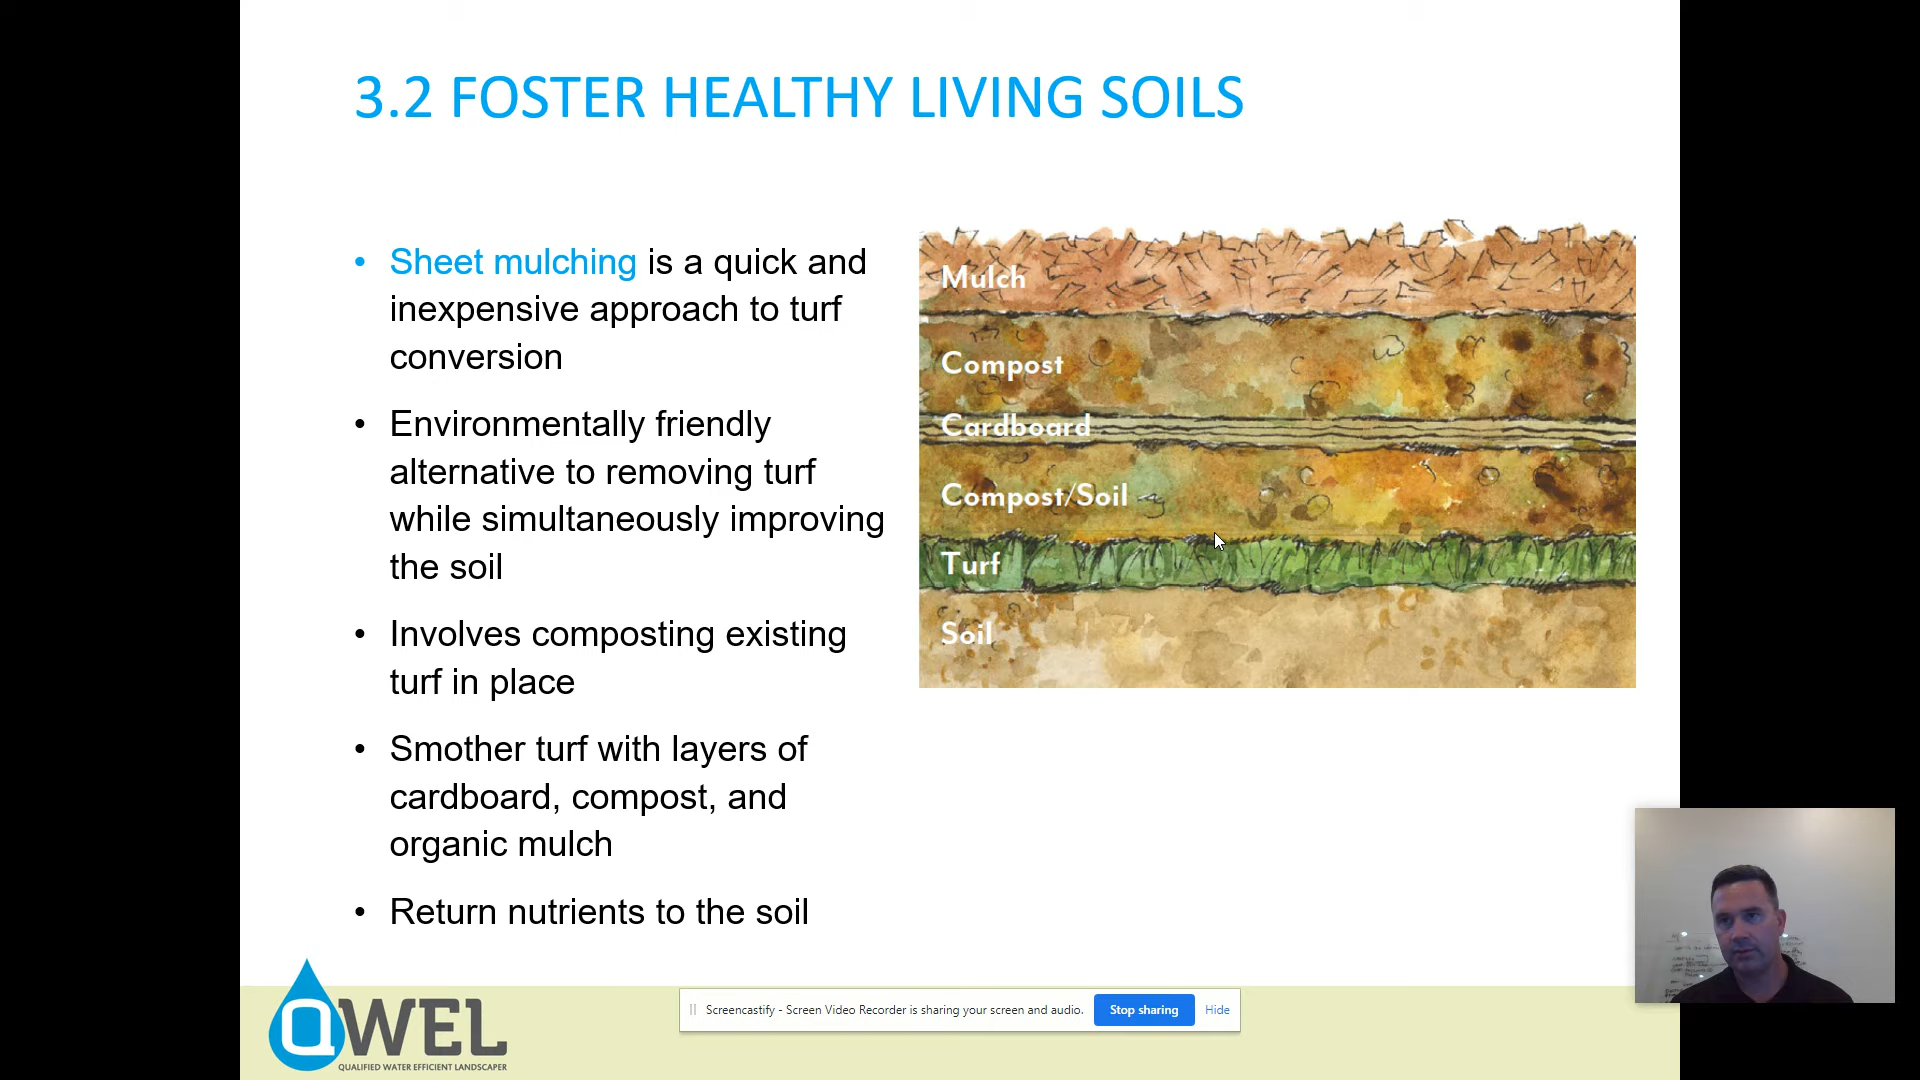 3.2 FOSTER HEALTHY LIVING SOILS
• Sheet mulching is a quick and
inexpensive approach to turf
conversion
• Environmentally friendly
alternative to removing turf
while simultaneously improving
the soil
• Involves composting existing
turf in place
• Smother turf with layers of
cardboard, compost, and
organic mulch
• Return nutrients to the soil
Mulch
Compost
Cardboard
Compost/Soil
Turf
Soil
QWEL
QUALIFIED WATER EFFICIENT LANDSCAPER
Screencastify - Screen Video Recorder is sharing your screen and audio.
Stop sharing
Hide